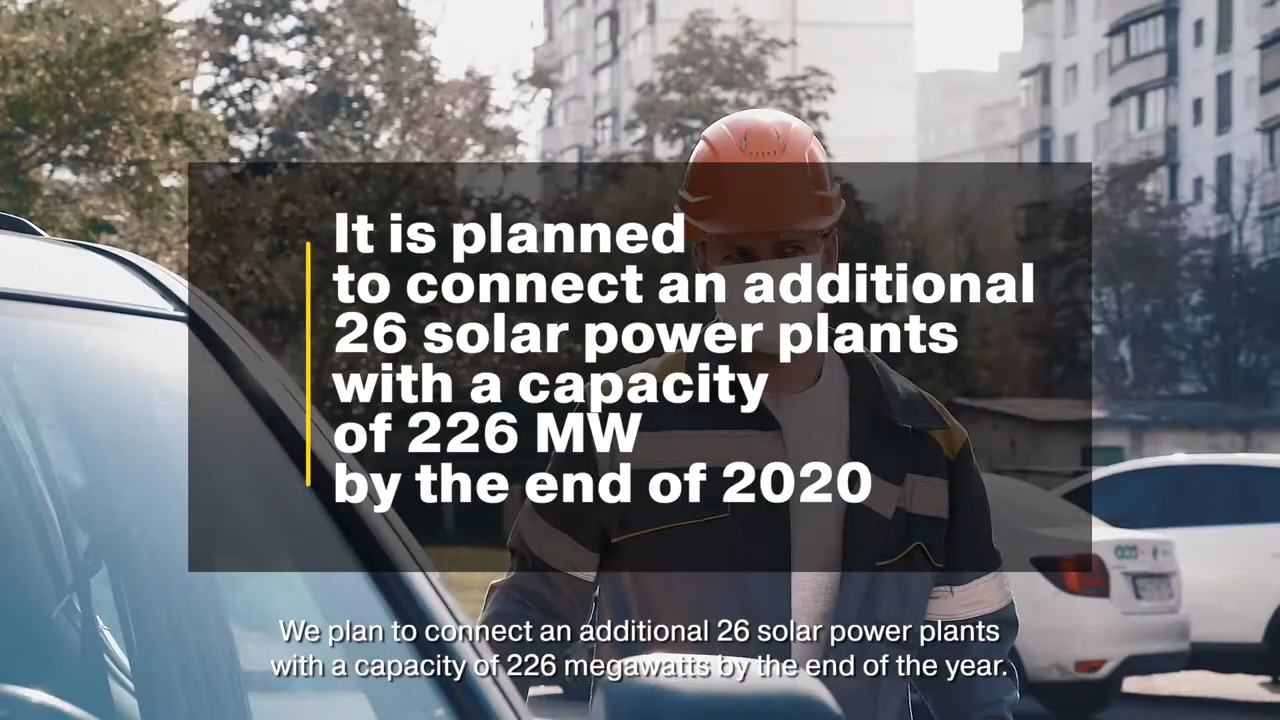 It is planned
to connect an additional
26 solar power plants
with a capacity
of 226 MW
by the end of 2020
We plan to connect an additional 26 solar power plants
with a capacity of 226 megawatts by the end of the year.